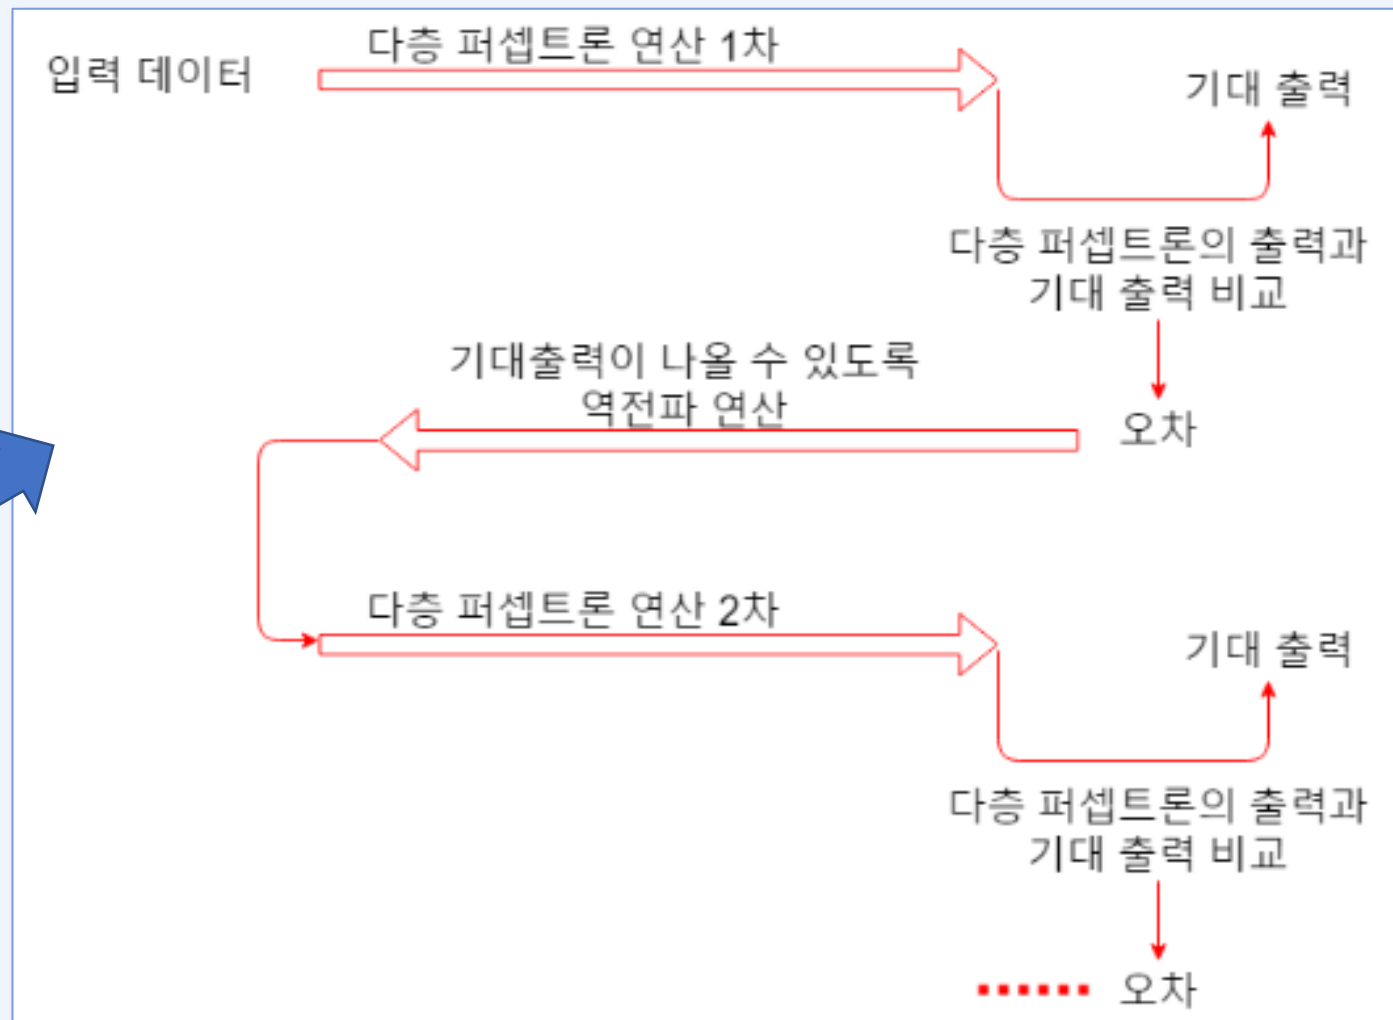 입력 데이터
다층 퍼셉트론 연산 1차
기대 출력
다층 퍼셉트론의 출력과
기대 출력 비교
오차
기대출력이 나올 수 있도록
역전파 연산
다층 퍼셉트론 연산 2차
기대 출력
다층 퍼셉트론의 출력과
기대 출력 비교
오차